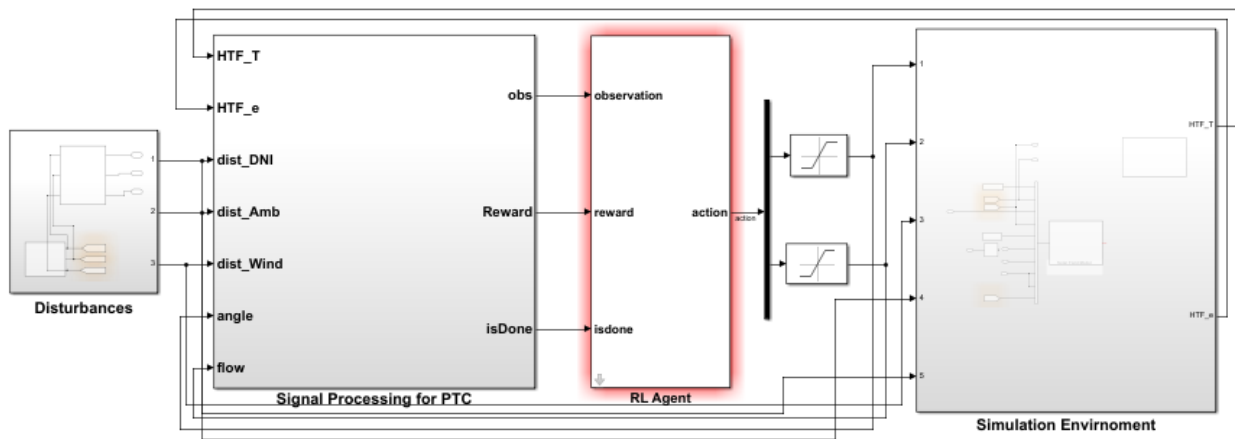 HTF_T
HTF_e
dist_DNI
dist_Amb
dist_Wind
angle
flow
obs
Reward
isDone
Signal Processing for PTC
1
2
3
Disturbances
observation
reward
isdone
action
RL Agent
action
1
2
3
4
5
HTF_T
HTF_e
Simulation Envirnoment